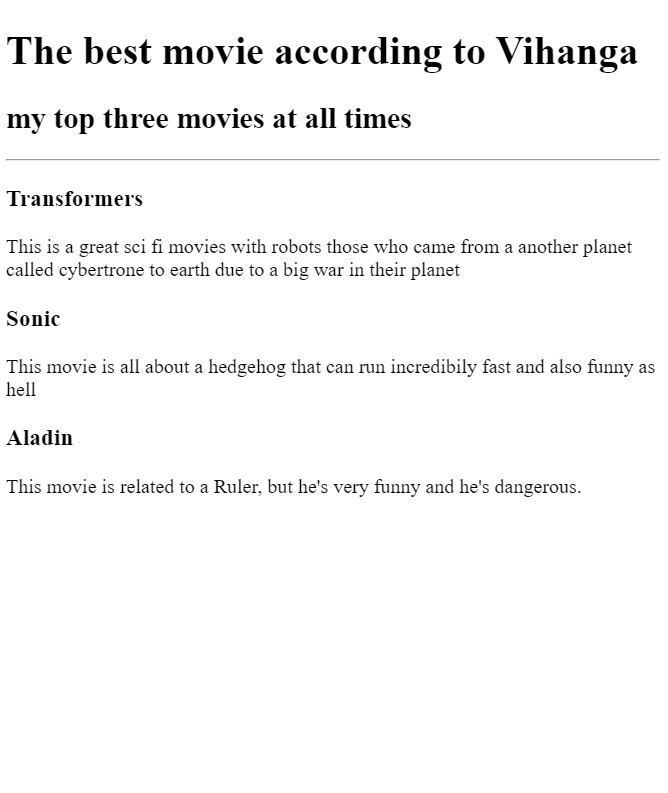 The best movie according to Vihanga
my top three movies at all times
Transformers
This is a great sci fi movies with robots those who came from a another planet
called cybertrone to earth due to a big war in their planet
Sonic
This movie is all about a hedgehog that can run incredibily fast and also funny as
hell
Aladin
This movie is related to a Ruler, but he's very funny and he's dangerous.